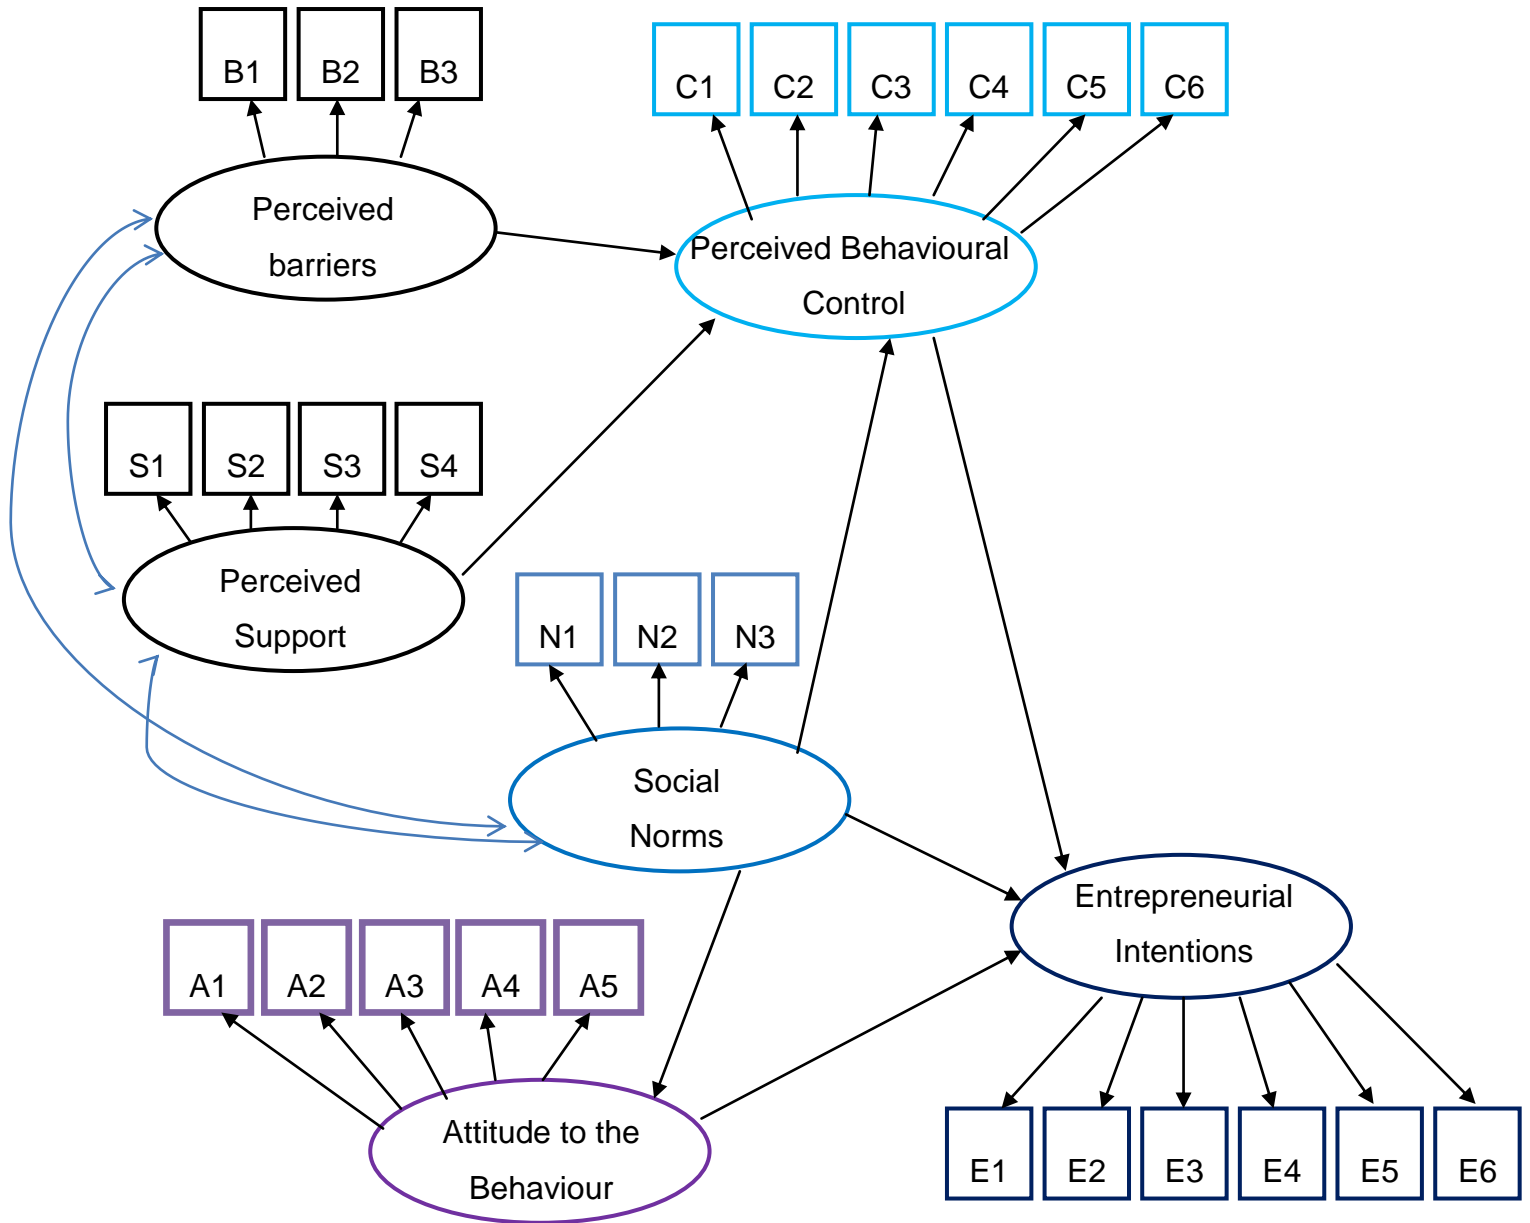 B1 B2 B3
C1 C2 C3 C4 C5 C6
Perceived
barriers
Perceived Behavioural
Control
S1 S2 S3 S4
Perceived
Support
N1 N2 N3
Social
Norms
Entrepreneurial
Intentions
A1 A2 A3 A4 A5
Attitude to the
Behaviour
E1 E2 E3 E4 E5 E6